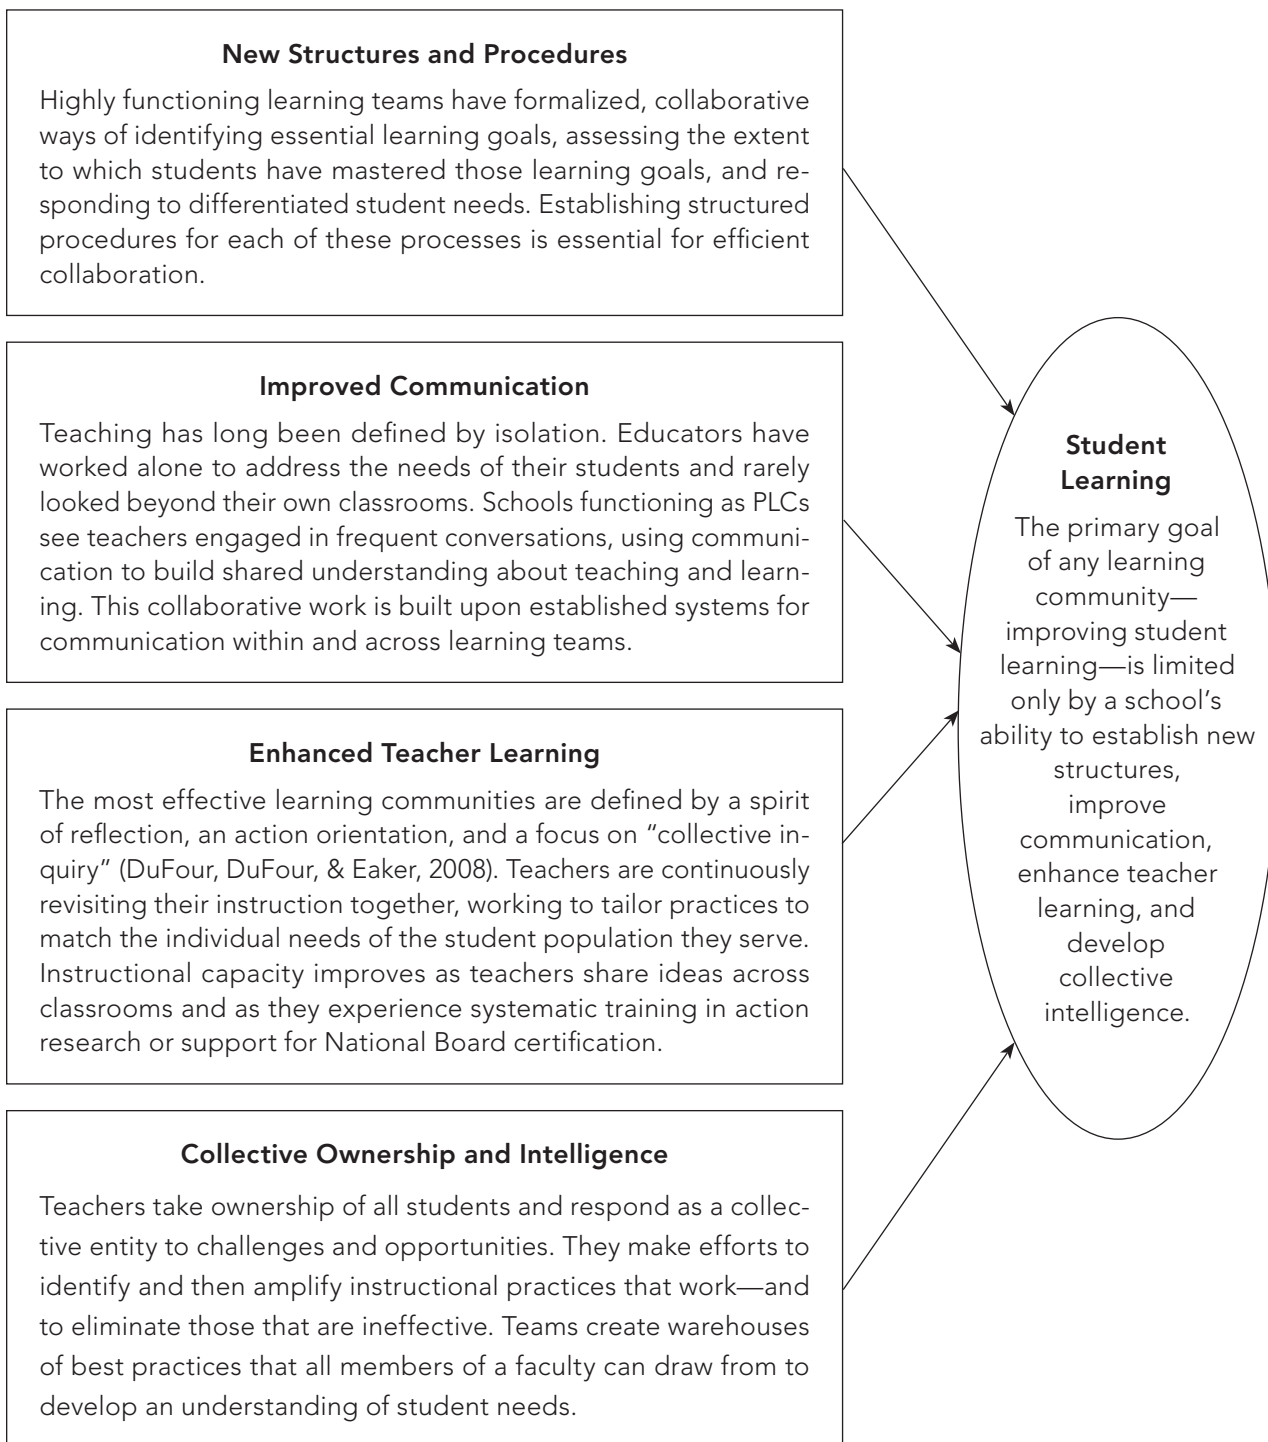 New Structures and Procedures
Highly functioning learning teams have formalized, collaborative
ways of identifying essential learning goals, assessing the extent
to which students have mastered those learning goals, and re-
sponding to differentiated student needs. Establishing structured
procedures for each of these processes is essential for efficient
collaboration.
Improved Communication
Teaching has long been defined by isolation. Educators have
worked alone to address the needs of their students and rarely
looked beyond their own classrooms. Schools functioning as PLCs
see teachers engaged in frequent conversations, using communi-
cation to build shared understanding about teaching and learn-
ing. This collaborative work is built upon established systems for
communication within and across learning teams.
Enhanced Teacher Learning
The most effective learning communities are defined by a spirit
of reflection, an action orientation, and a focus on “collective in-
quiry” (DuFour, DuFour, & Eaker, 2008). Teachers are continuously
revisiting their instruction together, working to tailor practices to
match the individual needs of the student population they serve.
Instructional capacity improves as teachers share ideas across
classrooms and as they experience systematic training in action
research or support for National Board certification.
Collective Ownership and Intelligence
Teachers take ownership of all students and respond as a collec-
tive entity to challenges and opportunities. They make efforts to
identify and then amplify instructional practices that work—and
to eliminate those that are ineffective. Teams create warehouses
of best practices that all members of a faculty can draw from to
develop an understanding of student needs.
Student
Learning
The primary goal
of any learning
community—
improving student
learning—is limited
only by a school’s
ability to establish new
structures,
improve
communication,
enhance teacher
learning, and
develop
collective
intelligence.